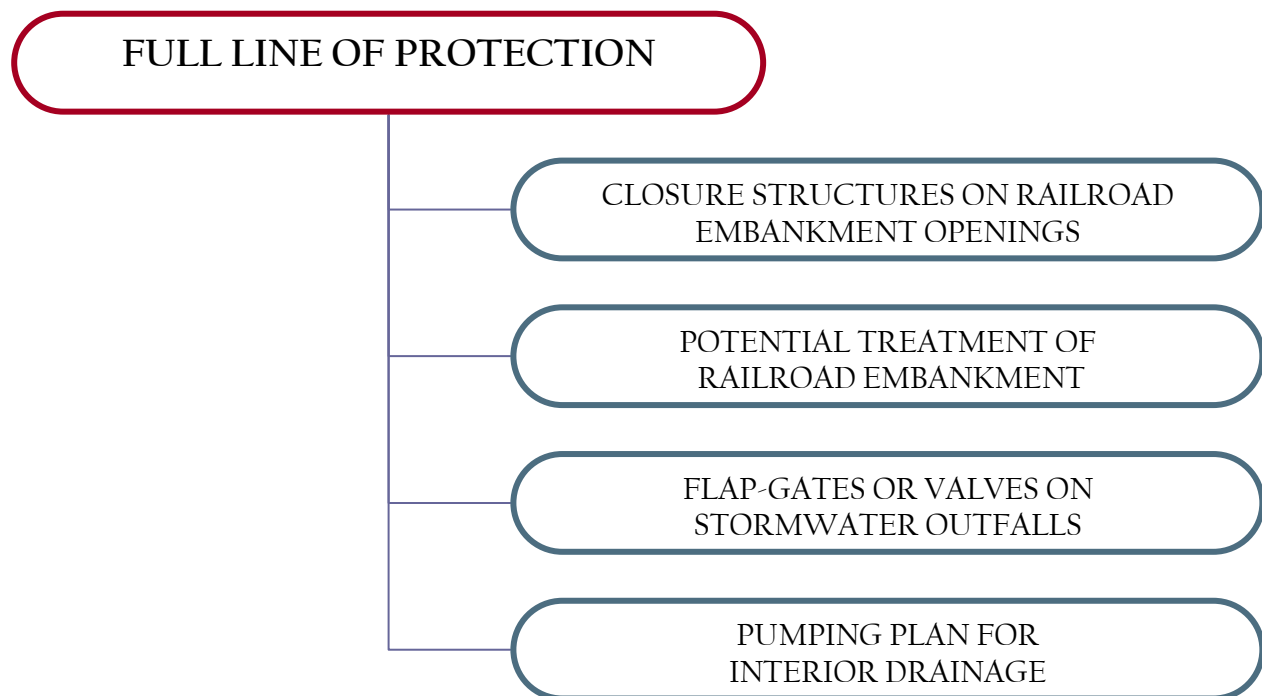 FULL LINE OF PROTECTION
CLOSURE STRUCTURES ON RAILROAD
EMBANKMENT OPENINGS
POTENTIAL TREATMENT OF
RAILROAD EMBANKMENT
FLAP-GATES OR VALVES ON
STORMWATER OUTFALLS
PUMPING PLAN FOR
INTERIOR DRAINAGE